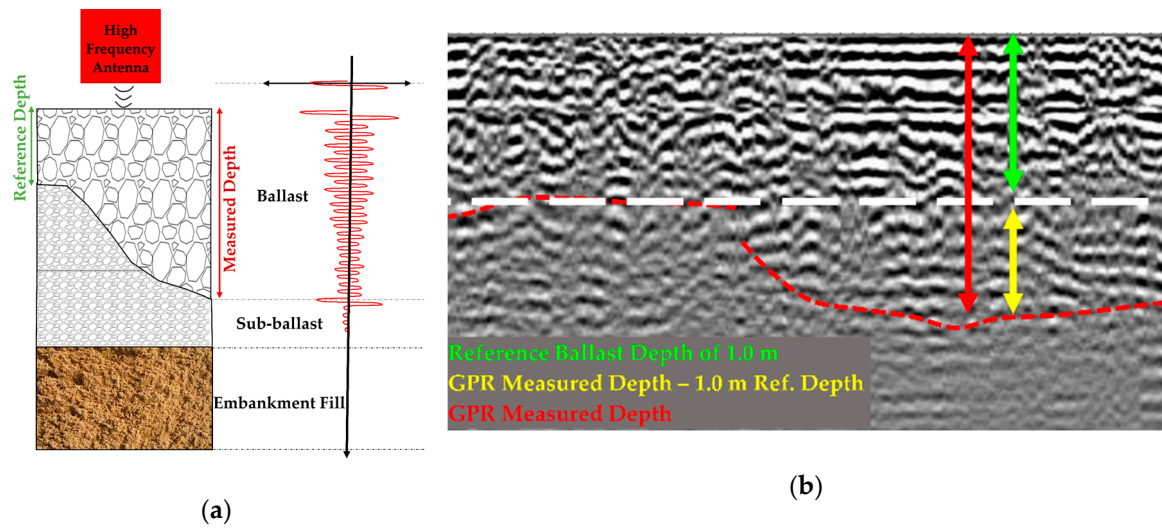 High
Frequency
Antenna
Reference Depth
Measured Depth
Ballast
Sub-ballast
Embankment Fill
(a)
Reference Ballast Depth of 1.0 m
GPR Measured Depth – 1.0 m Ref. Depth
GPR Measured Depth
(b)